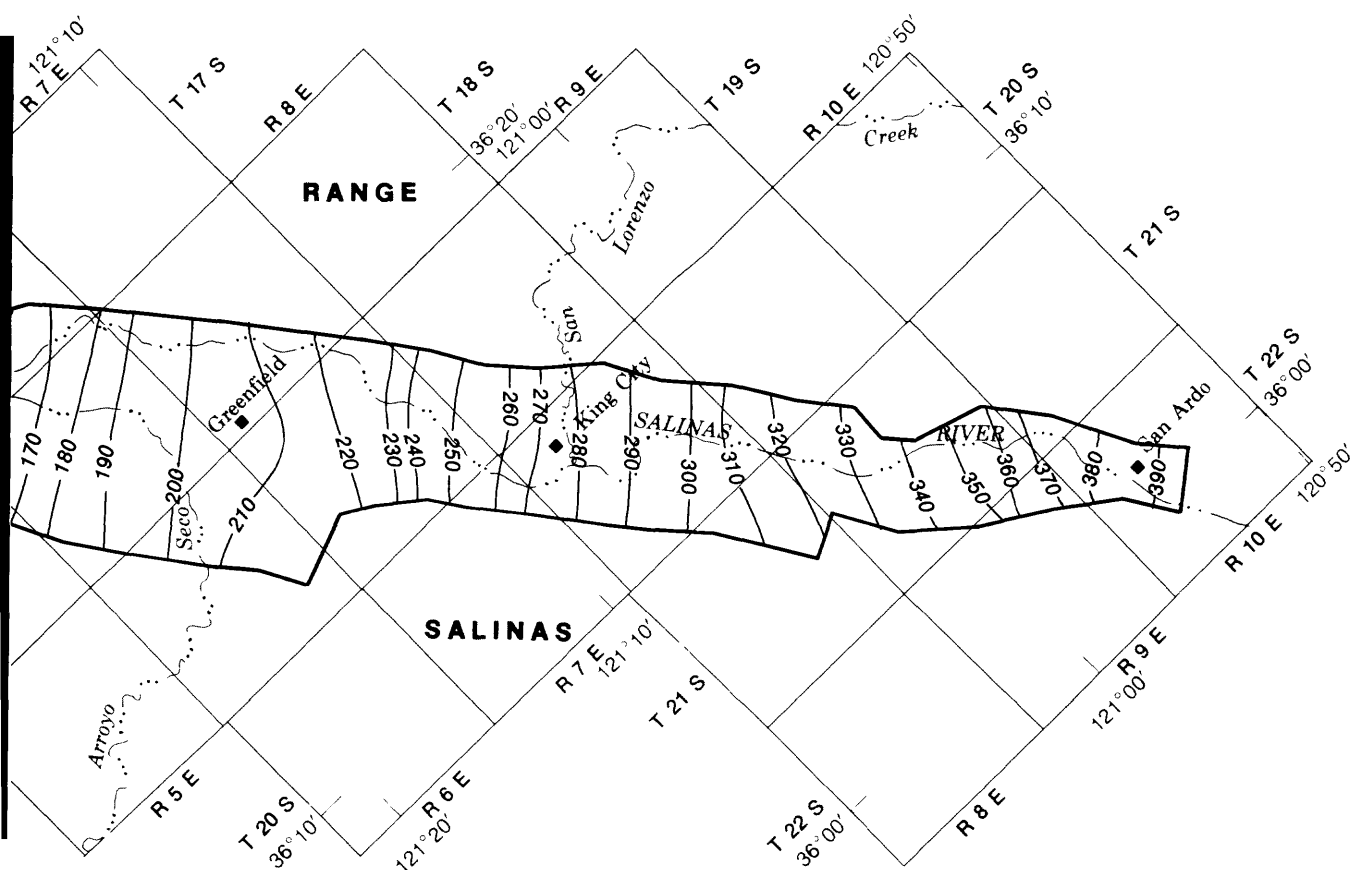 121°10'
R 7 E
T 17 S
R 8 E
T 18 S
36°20'
121°00'
R 9 E
T 19 S
R 10 E
120°50'
T 20 S
36°10'
Creek
RANGE
Lorenzo
San
T 21 S
T 22 S
36°00'
San Ardo
120°50'
R 10 E
Greenfield
King City
SALINAS
RIVER
170
180
190
200
210
220
230
240
250
260
270
280
290
300
310
320
330
340
350
360
370
380
390
Seco
Arroyo
SALINAS
R 5 E
T 20 S
36°10'
R 6 E
121°20'
R 7 E
121°10'
T 21 S
T 22 S
36°00'
R 8 E
R 9 E
121°00'